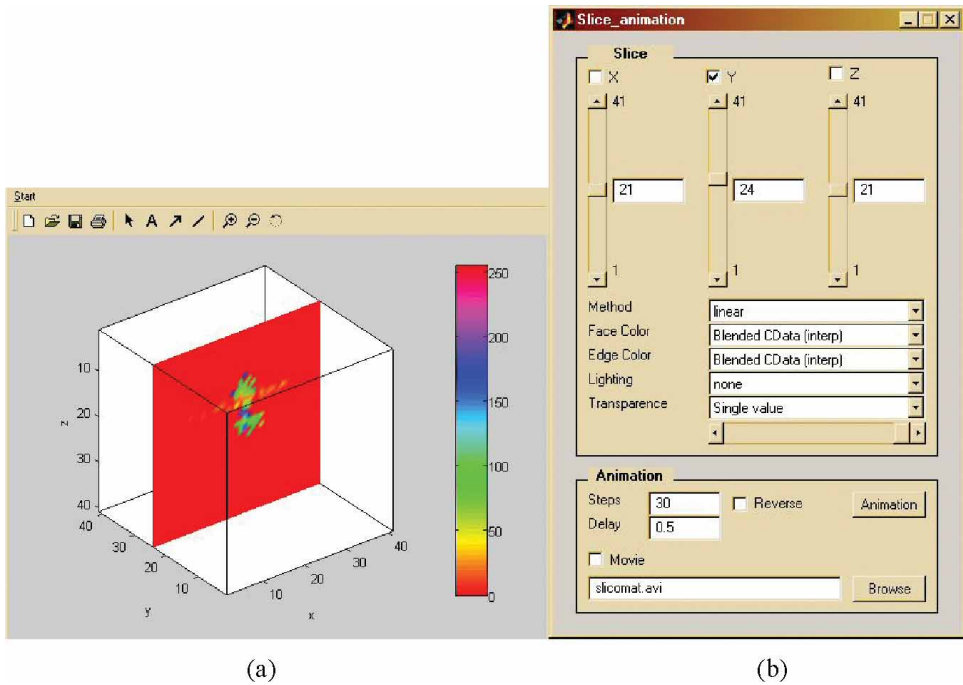 Start
A
250
200
150
100
50
0
10
20
30
40
z
40
30
20
10
y
10
20
30
40
x
(a)
Slice_animation
Slice
X Y Z
41 41 41
21 24 21
1 1 1
Method linear
Face Color Blended CData (interp)
Edge Color Blended CData (interp)
Lighting none
Transparence Single value
Animation
Steps 30 Reverse Animation
Delay 0.5
Movie
slicomat.avi Browse
(b)